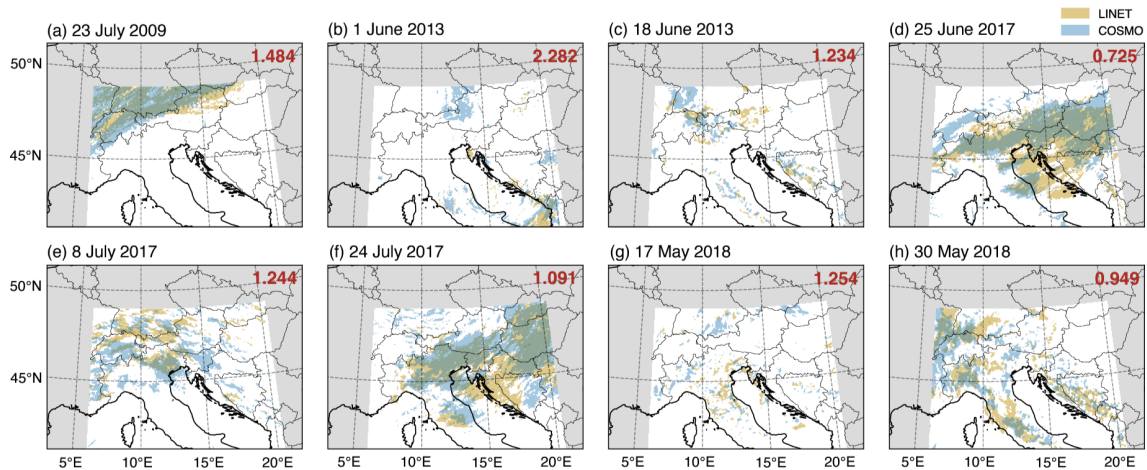 LINET
COSMO
(a) 23 July 2009
(b) 1 June 2013
(c) 18 June 2013
(d) 25 June 2017
1.484
2.282
1.234
0.725
50°N
45°N
(e) 8 July 2017
(f) 24 July 2017
(g) 17 May 2018
(h) 30 May 2018
1.244
1.091
1.254
0.949
50°N
45°N
5°E 10°E 15°E 20°E
5°E 10°E 15°E 20°E
5°E 10°E 15°E 20°E
5°E 10°E 15°E 20°E